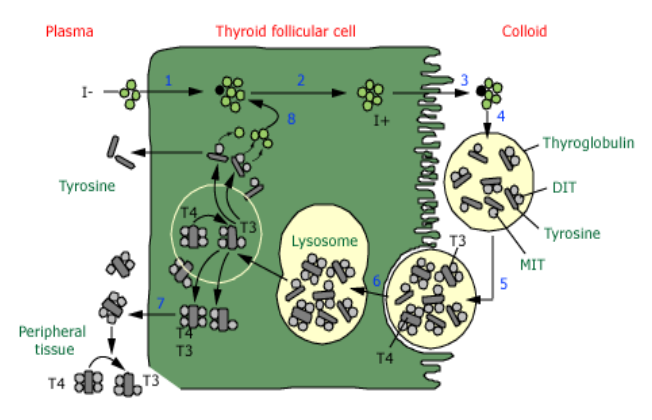 Plasma
Thyroid follicular cell
Colloid
I-
1
2
3
I+
4
8
Thyroglobulin
DIT
Tyrosine
MIT
Tyrosine
T4
T3
Lysosome
T3
5
6
7
T4
T3
T4
Peripheral
tissue
T4
T3